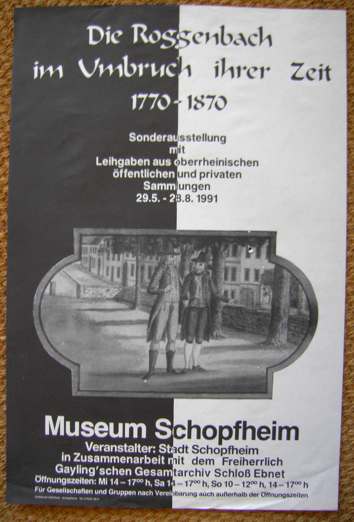 Die Roggenbach
im Umbruch ihrer Zeit
1770-1870
Sonderausstellung
mit
Leihgaben aus oberrheinischen
öffentlichen und privaten
Sammlungen
29.5. - 28.8. 1991
Museum Schopfheim
Veranstalter: Stadt Schopfheim
in Zusammenarbeit mit dem Freiherrlich
Gayling'schen Gesamtarchiv Schloß Ebnet
Öffnungszeiten: Mi 14 – 17⁰⁰ h, Sa 14 – 17⁰⁰ h, So 10 – 12⁰⁰ h, 14 – 17⁰⁰ h
Für Gesellschaften und Gruppen nach Vereinbarung auch außerhalb der Öffnungszeiten